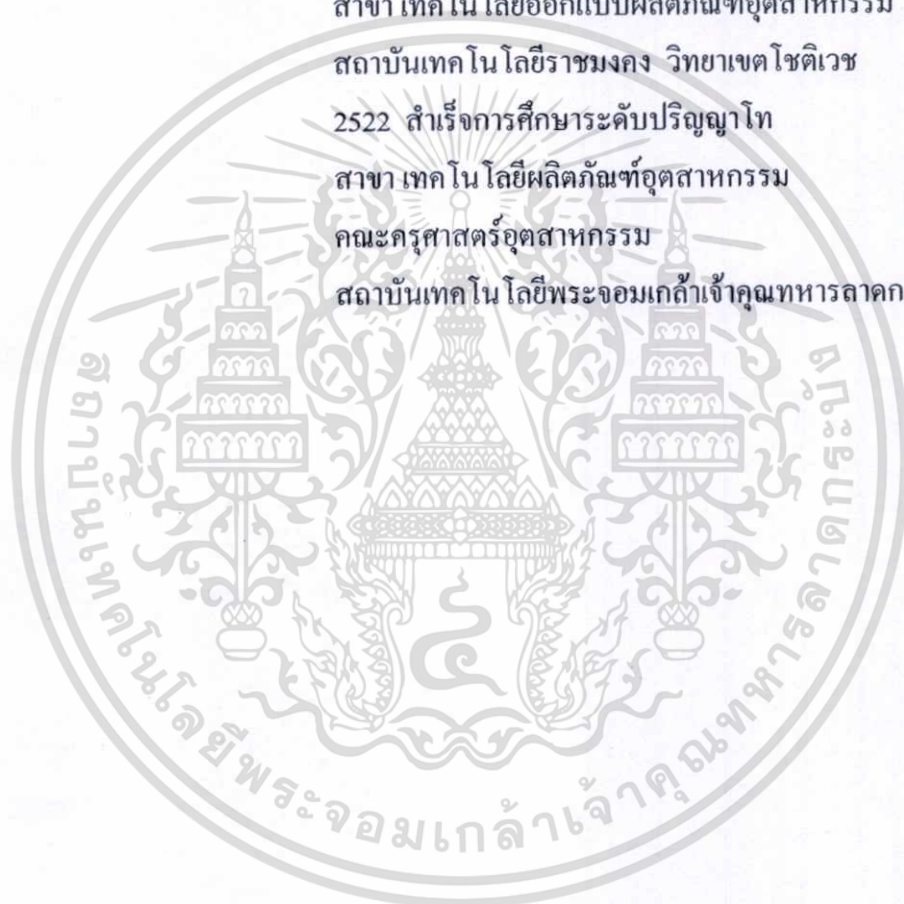 สาขา เทคโนโลยีออกแบบผลิตภัณฑ์อุตสาหกรรม
สถาบันเทคโนโลยีราชมงคง วิทยาเขตโชติเวช
2522 สำเร็จการศึกษาระดับปริญญาโท
สาขา เทคโนโลยีผลิตภัณฑ์อุตสาหกรรม
คณะครุศาสตร์อุตสาหกรรม
สถาบันเทคโนโลยีพระจอมเกล้าเจ้าคุณทหารลาดก
สถาบันเทคโนโลยีพระจอมเกล้าเจ้าคุณทหารลาดกระบัง